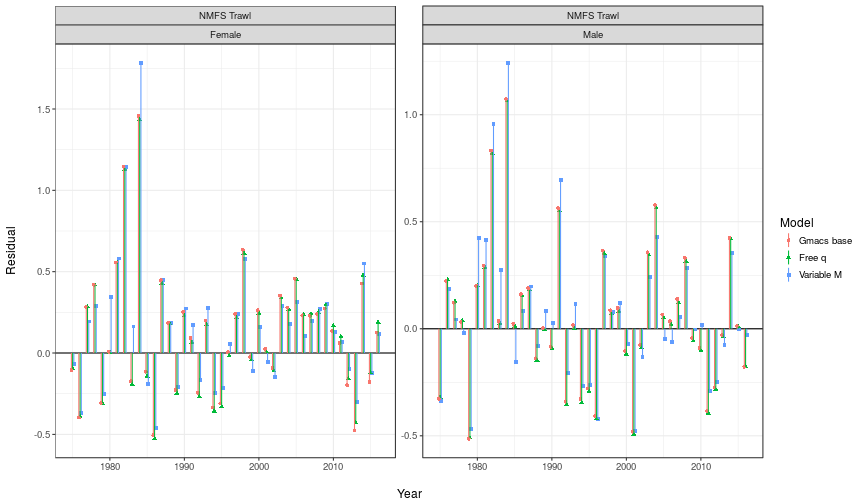 NMFS Trawl
NMFS Trawl
Female
Male
1.5
1.0
0.5
0.0
-0.5
1.0
0.5
0.0
-0.5
Residual
1980
1990
2000
2010
1980
1990
2000
2010
Year
Model
Gmacs base
Free q
Variable M